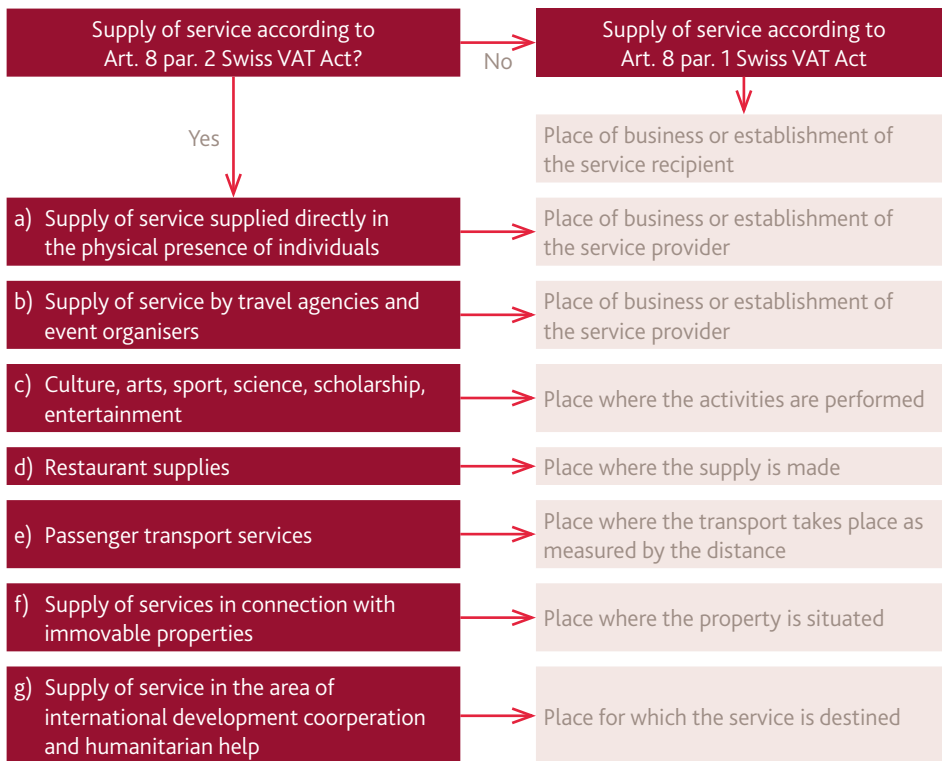 Supply of service according to
Art. 8 par. 2 Swiss VAT Act?
No
Supply of service according to
Art. 8 par. 1 Swiss VAT Act
Yes
Place of business or establishment of
the service recipient
a) Supply of service supplied directly in
the physical presence of individuals
Place of business or establishment of
the service provider
b) Supply of service by travel agencies and
event organisers
Place of business or establishment of
the service provider
c) Culture, arts, sport, science, scholarship,
entertainment
Place where the activities are performed
d) Restaurant supplies
Place where the supply is made
e) Passenger transport services
Place where the transport takes place as
measured by the distance
f) Supply of services in connection with
immovable properties
Place where the property is situated
g) Supply of service in the area of
international development coorperation
and humanitarian help
Place for which the service is destined